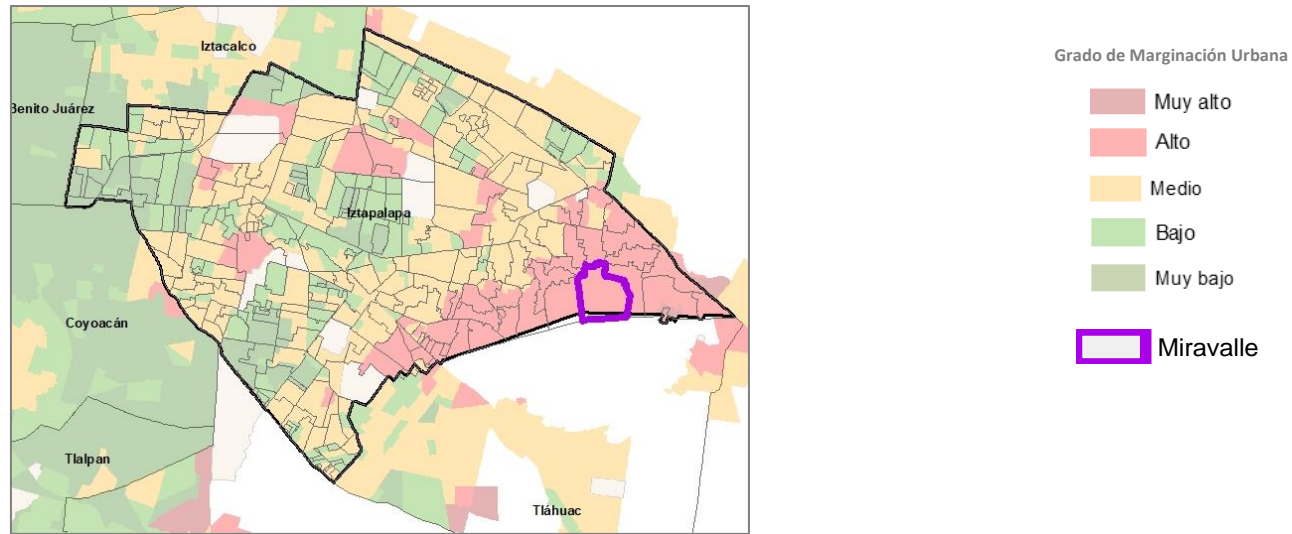 Iztacalco
Benito Juárez
Iztapalapa
Coyoacán
Tlalpan
Tláhuac
Grado de Marginación Urbana
Muy alto
Alto
Medio
Bajo
Muy bajo
Miravalle